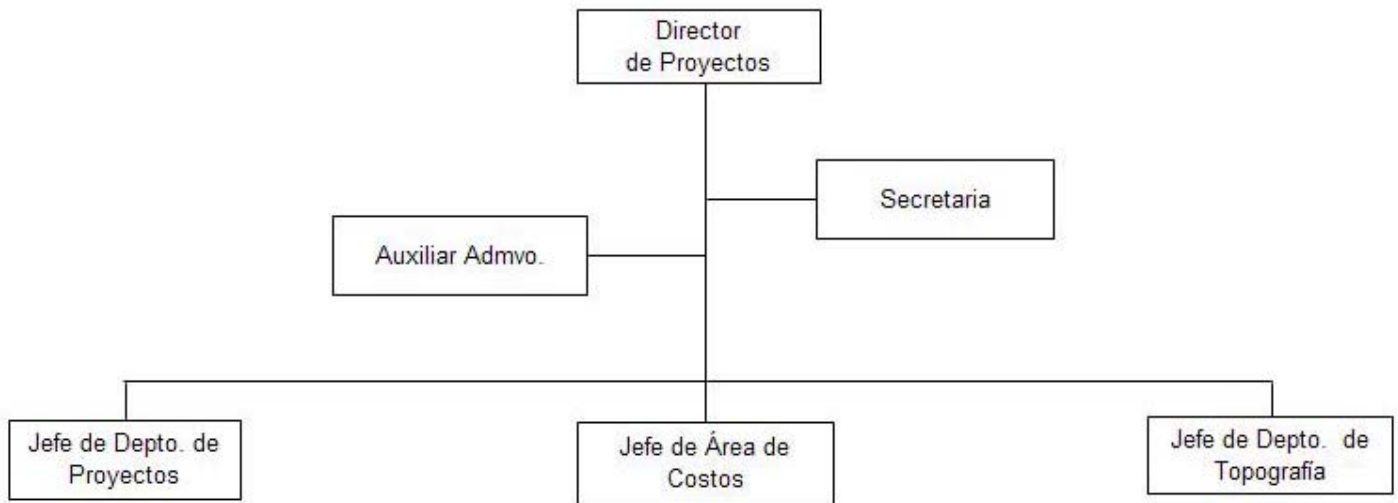 Director
de Proyectos
Secretaria
Auxiliar Admvo.
Jefe de Depto. de
Proyectos
Jefe de Área de
Costos
Jefe de Depto. de
Topografía